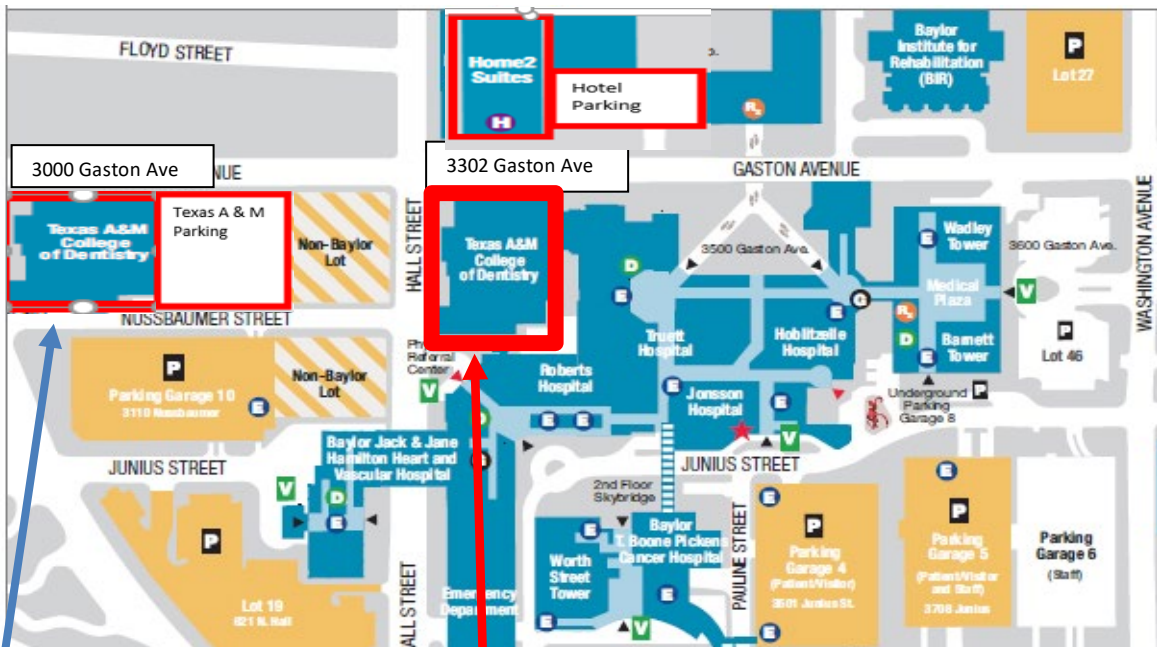 FLOYD STREET
Home2
Suites
H
Hotel
Parking
Baylor
Institute for
Rehabilitation
(BIR)
P
Lot 27
3000 Gaston Ave
3302 Gaston Ave
GASTON AVENUE
Texas A&M
College
of Dentistry
Texas A & M
Parking
Non-Baylor
Lot
HALL STREET
Texas A&M
College
of Dentistry
D
E
3500 Gaston Ave.
Wadley
Tower
E
3600 Gaston Ave.
WASHINGTON AVENUE
Medical
Plaza
V
G
NUSSBAUMER STREET
Truett
Hospital
Hoblitzelle
Hospital
E
D
Barnett
Tower
E
P
Lot 46
P
Parking Garage 10
3110 Nussbaumer
E
Non-Baylor
Lot
Referral
Center
V
Roberts
Hospital
E
E
E
Jonsson
Hospital
E
V
Underground
Parking
Garage 8
P
JUNIUS STREET
Baylor Jack & Jane
Hamilton Heart and
Vascular Hospital
V
D
E
JUNIUS STREET
2nd Floor
Skybridge
P
Lot 19
621 N. Hall
Emergency
Department
E
Worth
Street
Tower
E
Baylor
T. Boone Pickens
Cancer Hospital
E
V
PAULINE STREET
E
P
Parking
Garage 4
(Patient/Visitor)
3501 Junius St.
E
E
P
Parking
Garage 5
(Patient/Visitor
and Staff)
3708 Junius
Parking
Garage 6
(Staff)